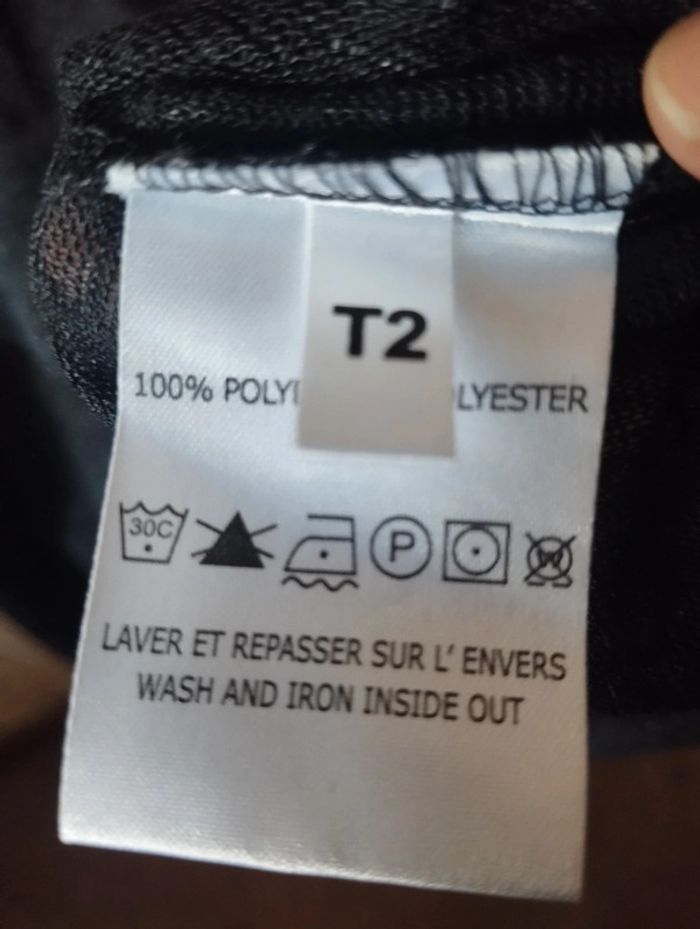 T2
100% POLY LYESTER
30C
P
W
LAVER ET REPASSER SUR L' ENVERS
WASH AND IRON INSIDE OUT